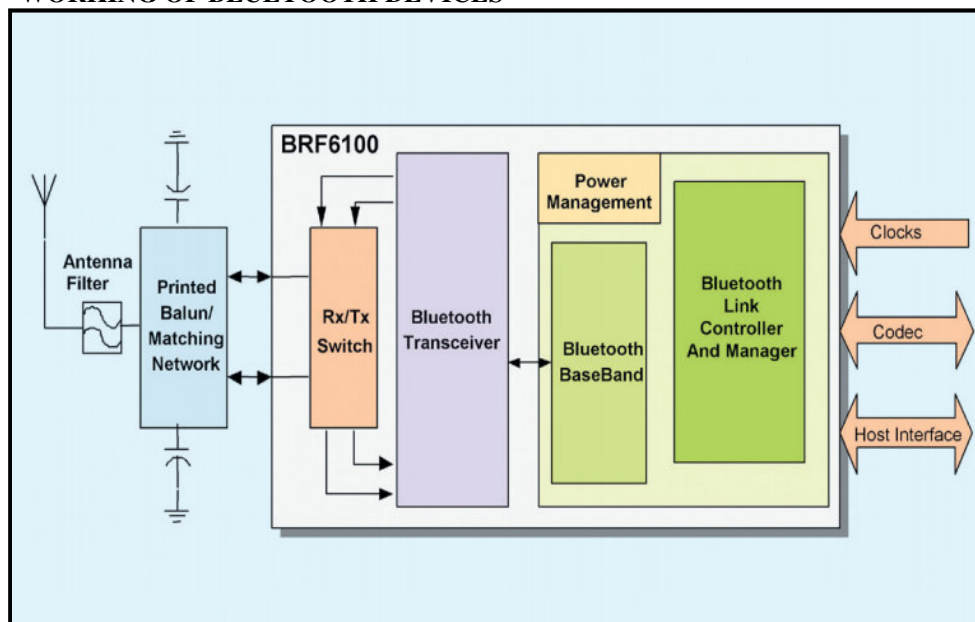 WORKING OF BLUETOOTH DEVICES
BRF6100
Antenna
Filter
Printed
Balun/
Matching
Network
Rx/Tx
Switch
Bluetooth
Transceiver
Power
Management
Bluetooth
BaseBand
Bluetooth
Link
Controller
And Manager
Clocks
Codec
Host Interface